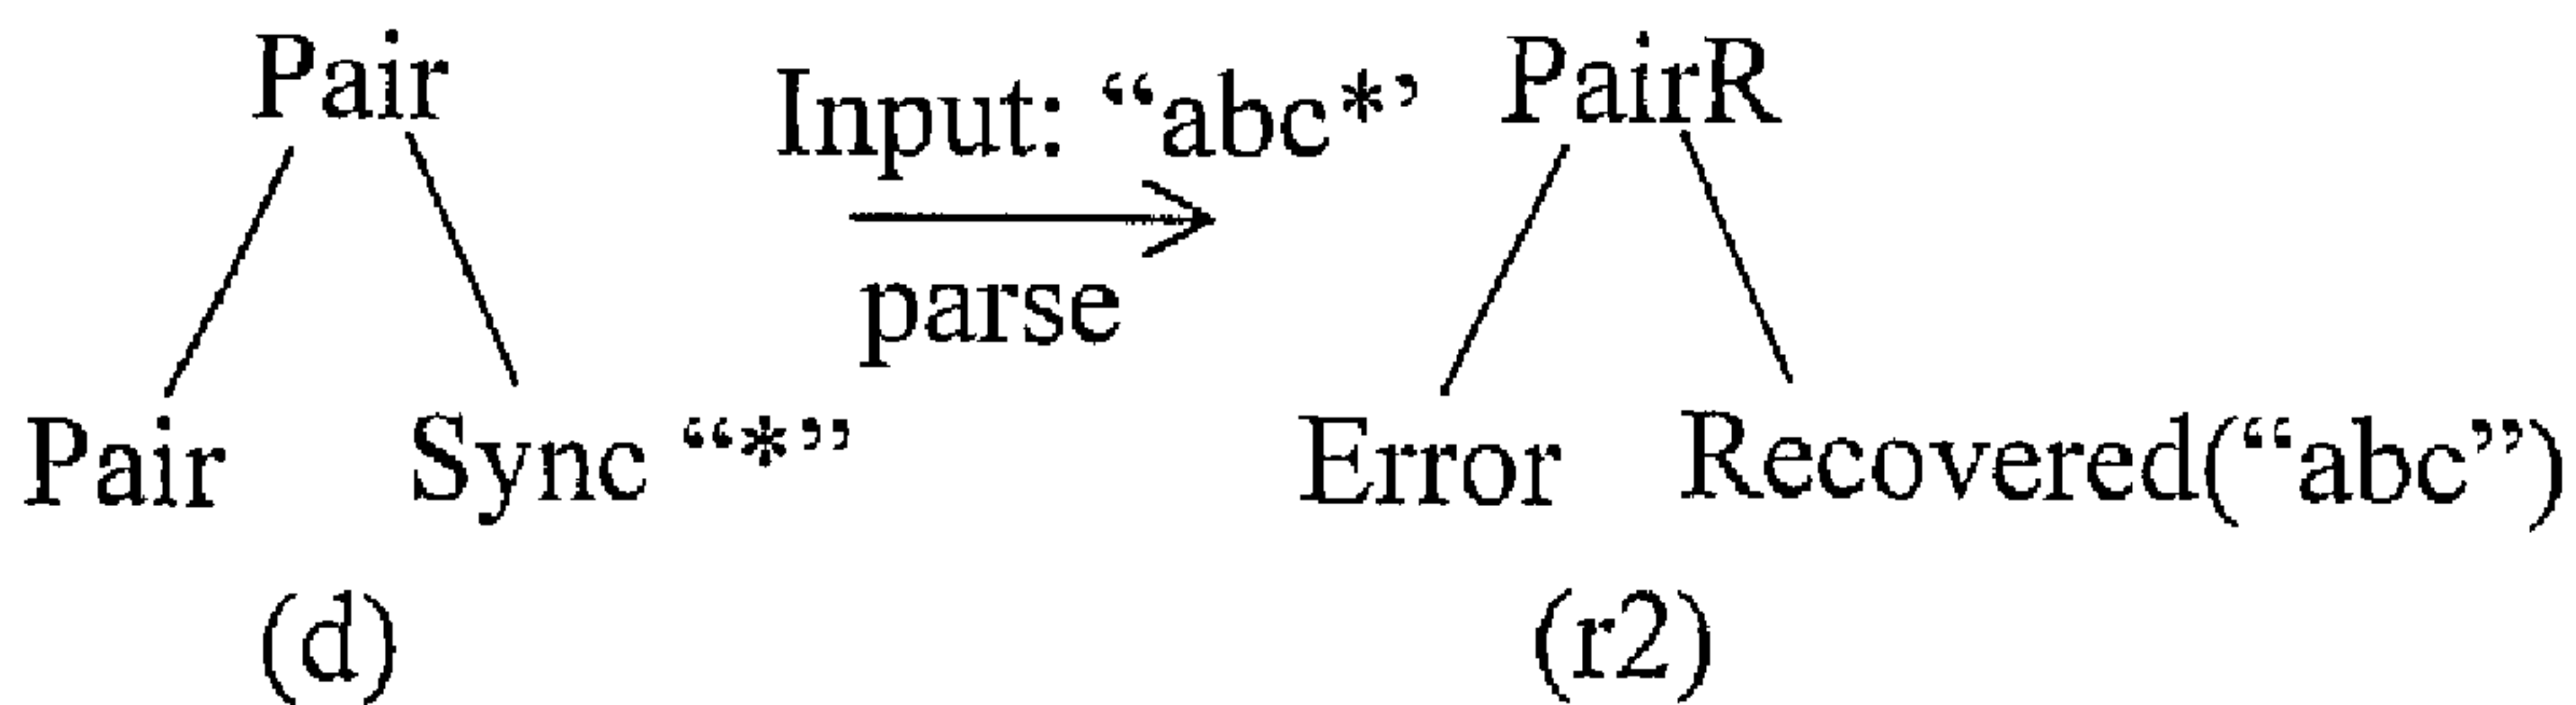 Pair
Input: “abc*’
PairR
parse
Pair
Sync “*”
Error
Recovered(“abc”)
(d)
(r2)